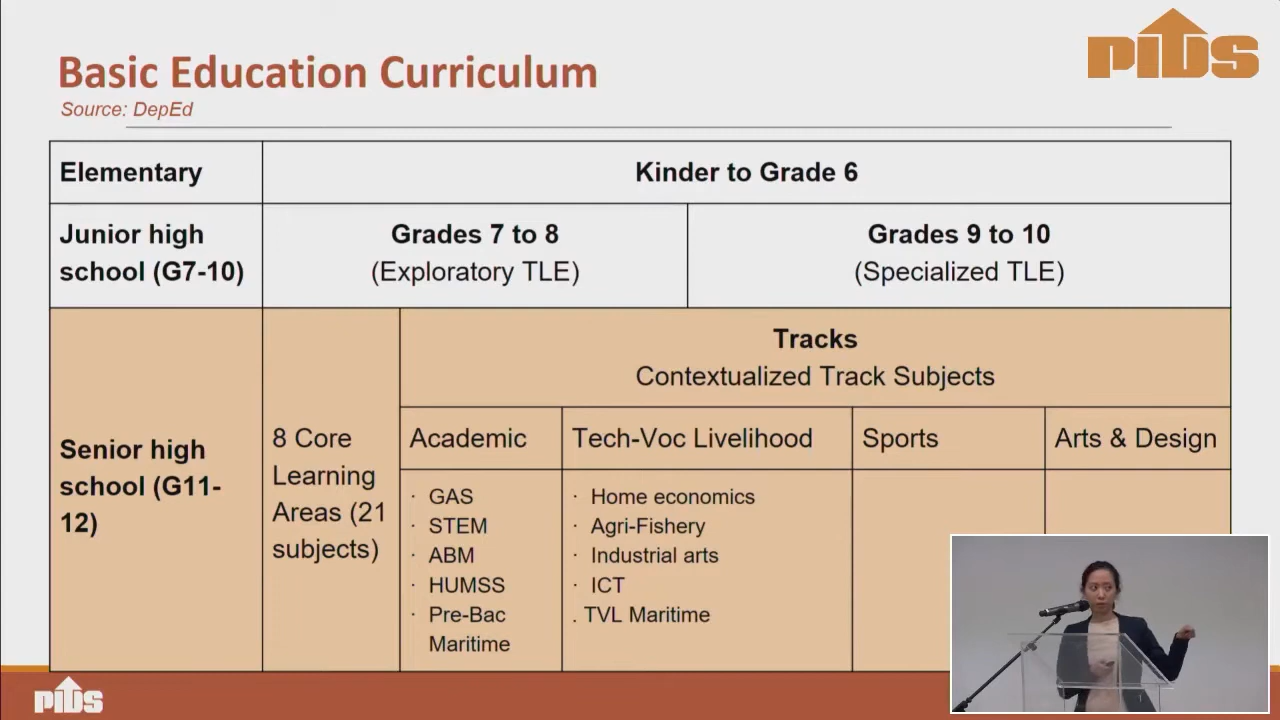 PIDS
Basic Education Curriculum
Source: DepEd
Elementary
Kinder to Grade 6
Junior high
school (G7-10)
Grades 7 to 8
(Exploratory TLE)
Grades 9 to 10
(Specialized TLE)
Senior high
school (G11-
12)
8 Core
Learning
Areas (21
subjects)
Tracks
Contextualized Track Subjects
Academic
· GAS
· STEM
· ABM
· HUMSS
· Pre-Bac
Maritime
Tech-Voc Livelihood
· Home economics
· Agri-Fishery
· Industrial arts
· ICT
. TVL Maritime
Sports
Arts & Design
PIDS